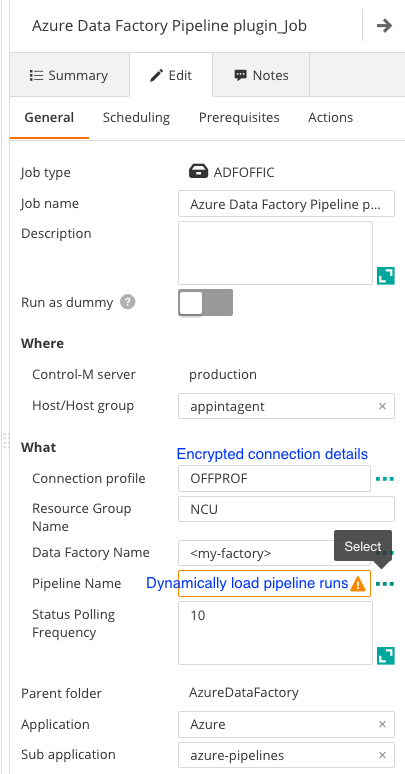 Azure Data Factory Pipeline plugin_Job
Summary
Edit
Notes
General
Scheduling
Prerequisites
Actions
Job type
ADFOFFIC
Job name
Azure Data Factory Pipeline p...
Description
Run as dummy ?
Where
Control-M server
production
Host/Host group
appintagent ×
What
Encrypted connection details
Connection profile
OFFPROF
Resource Group
Name
NCU
Data Factory Name
<my-factory>
Select
Pipeline Name
Dynamically load pipeline runs
Status Polling
Frequency
10
Parent folder
AzureDataFactory
Application
Azure ×
Sub application
azure-pipelines ×